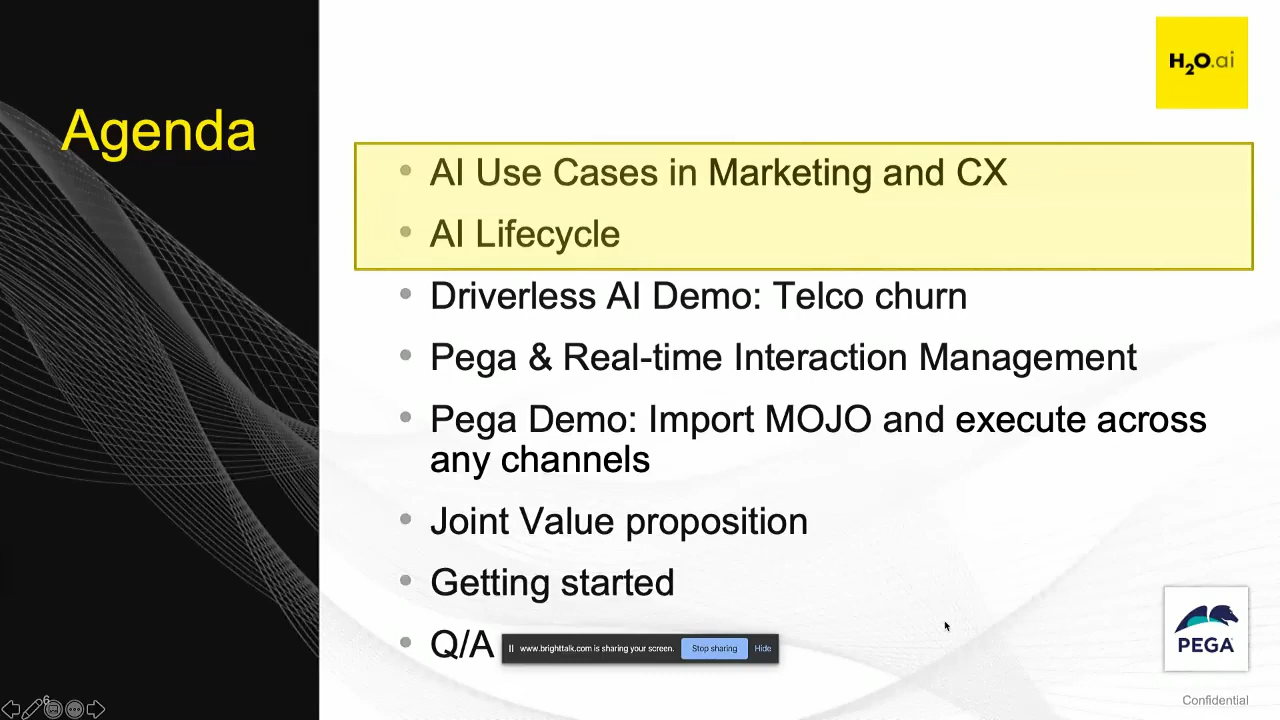 H2O.ai
Agenda
AI Use Cases in Marketing and CX
AI Lifecycle
Driverless AI Demo: Telco churn
Pega & Real-time Interaction Management
Pega Demo: Import MOJO and execute across
any channels
Joint Value proposition
Getting started
Q/A
www.brighttalk.com is sharing your screen. Stop sharing Hide
PEGA
Confidential
6